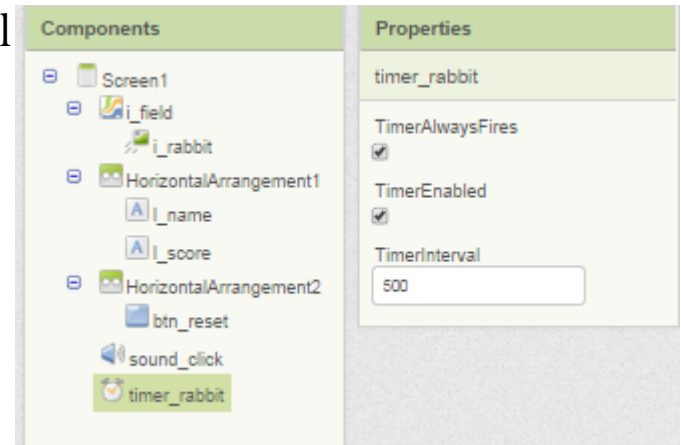 l
Components
Screen1
i_field
i_rabbit
HorizontalArrangement1
l_name
l_score
HorizontalArrangement2
btn_reset
sound_click
timer_rabbit
Properties
timer_rabbit
TimerAlwaysFires
TimerEnabled
TimerInterval
500